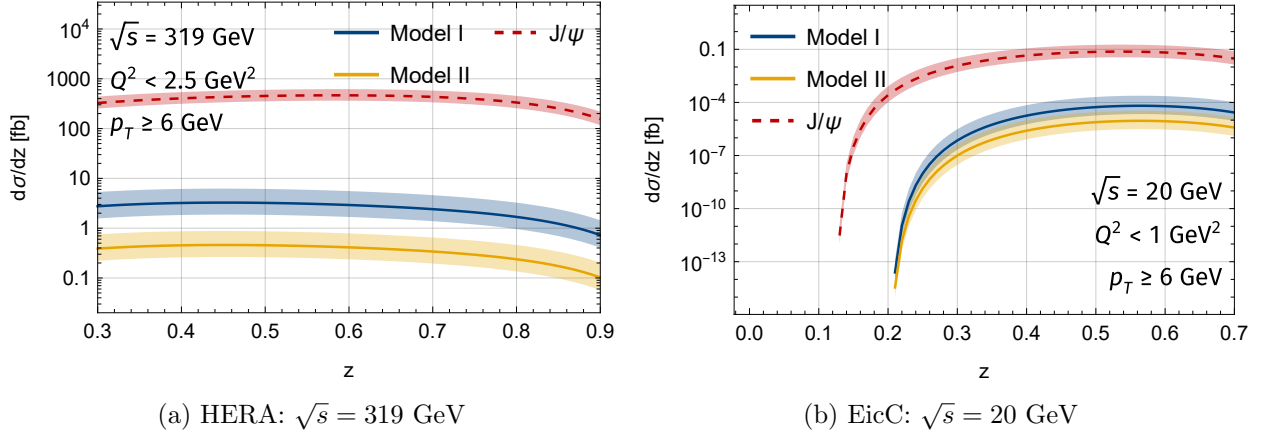 10⁴
1000
100
10
1
0.1
dσ/dz [fb]
√s = 319 GeV
Q² < 2.5 GeV²
p_T ≥ 6 GeV
Model I
Model II
J/ψ
0.3 0.4 0.5 0.6 0.7 0.8 0.9
z
(a) HERA: √s = 319 GeV
0.1
10⁻⁴
10⁻⁷
10⁻¹⁰
10⁻¹³
dσ/dz [fb]
Model I
Model II
J/ψ
√s = 20 GeV
Q² < 1 GeV²
p_T ≥ 6 GeV
0.0 0.1 0.2 0.3 0.4 0.5 0.6 0.7
z
(b) EicC: √s = 20 GeV